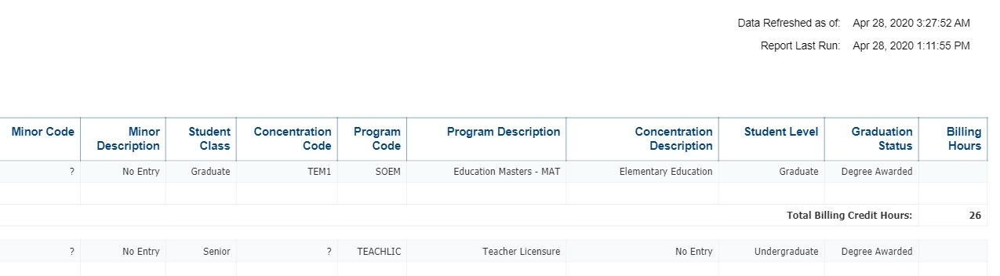 Data Refreshed as of: Apr 28, 2020 3:27:52 AM
Report Last Run: Apr 28, 2020 1:11:55 PM
Minor Code Minor Student Concentration Program Program Description Concentration Student Level Graduation Billing
Description Class Code Code Description Status Hours
? No Entry Graduate TEM1 SOEM Education Masters - MAT Elementary Education Graduate Degree Awarded
Total Billing Credit Hours: 26
? No Entry Senior ? TEACHLIC Teacher Licensure No Entry Undergraduate Degree Awarded